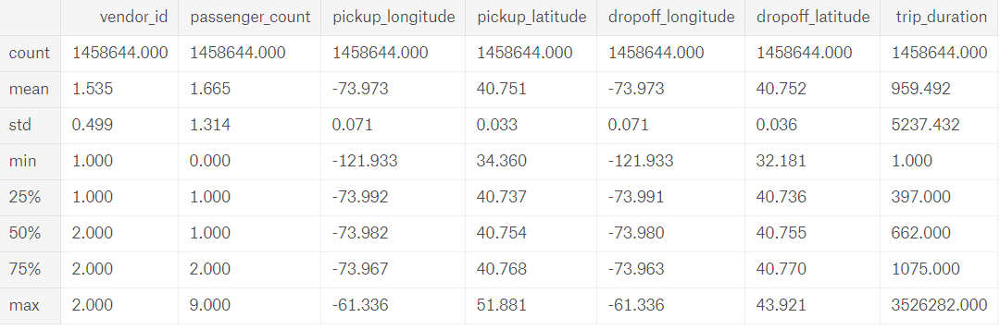 vendor_id passenger_count pickup_longitude pickup_latitude dropoff_longitude dropoff_latitude trip_duration
count 1458644.000 1458644.000 1458644.000 1458644.000 1458644.000 1458644.000 1458644.000
mean 1.535 1.665 -73.973 40.751 -73.973 40.752 959.492
std 0.499 1.314 0.071 0.033 0.071 0.036 5237.432
min 1.000 0.000 -121.933 34.360 -121.933 32.181 1.000
25% 1.000 1.000 -73.992 40.737 -73.991 40.736 397.000
50% 2.000 1.000 -73.982 40.754 -73.980 40.755 662.000
75% 2.000 2.000 -73.967 40.768 -73.963 40.770 1075.000
max 2.000 9.000 -61.336 51.881 -61.336 43.921 3526282.000